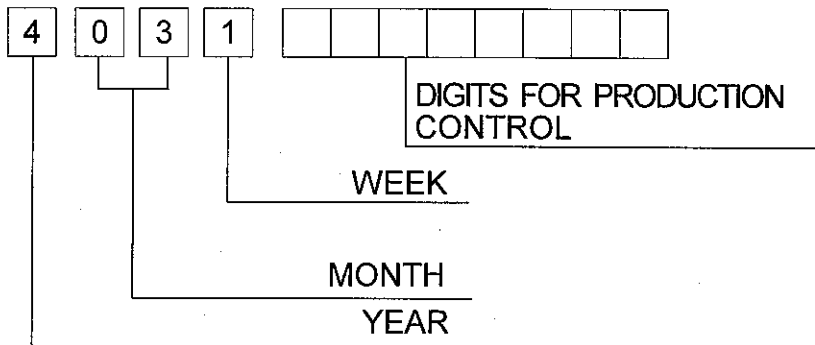 4 0 3 1
DIGITS FOR PRODUCTION
CONTROL
WEEK
MONTH
YEAR